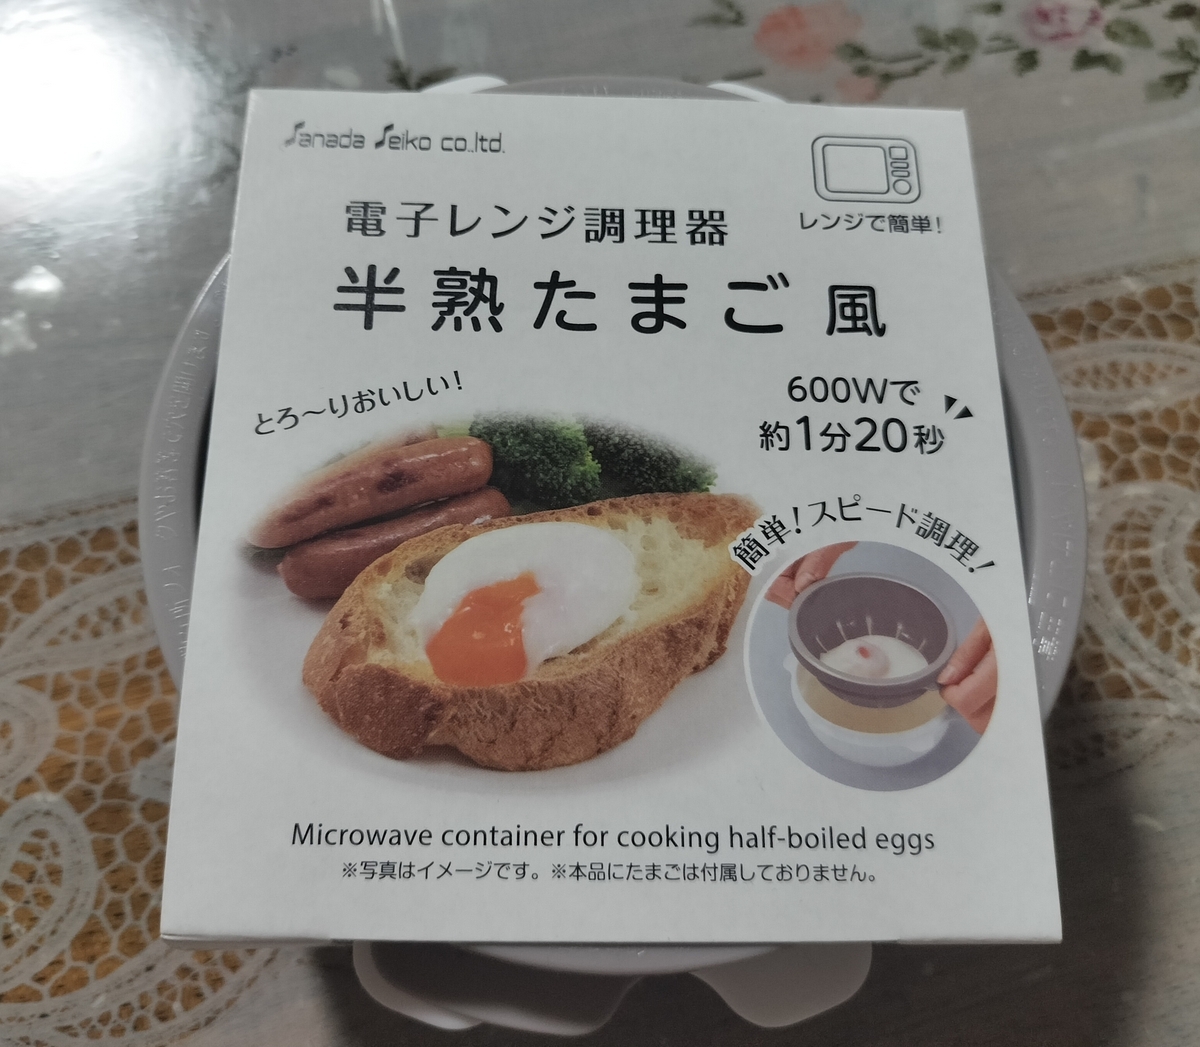 Sanada Seiko co.,ltd.
レンジで簡単!
電子レンジ調理器
半熟たまご風
とろ〜りおいしい!
600Wで
約1分20秒
簡単!スピード調理!
Microwave container for cooking half-boiled eggs
※写真はイメージです。※本品にたまごは付属しておりません。